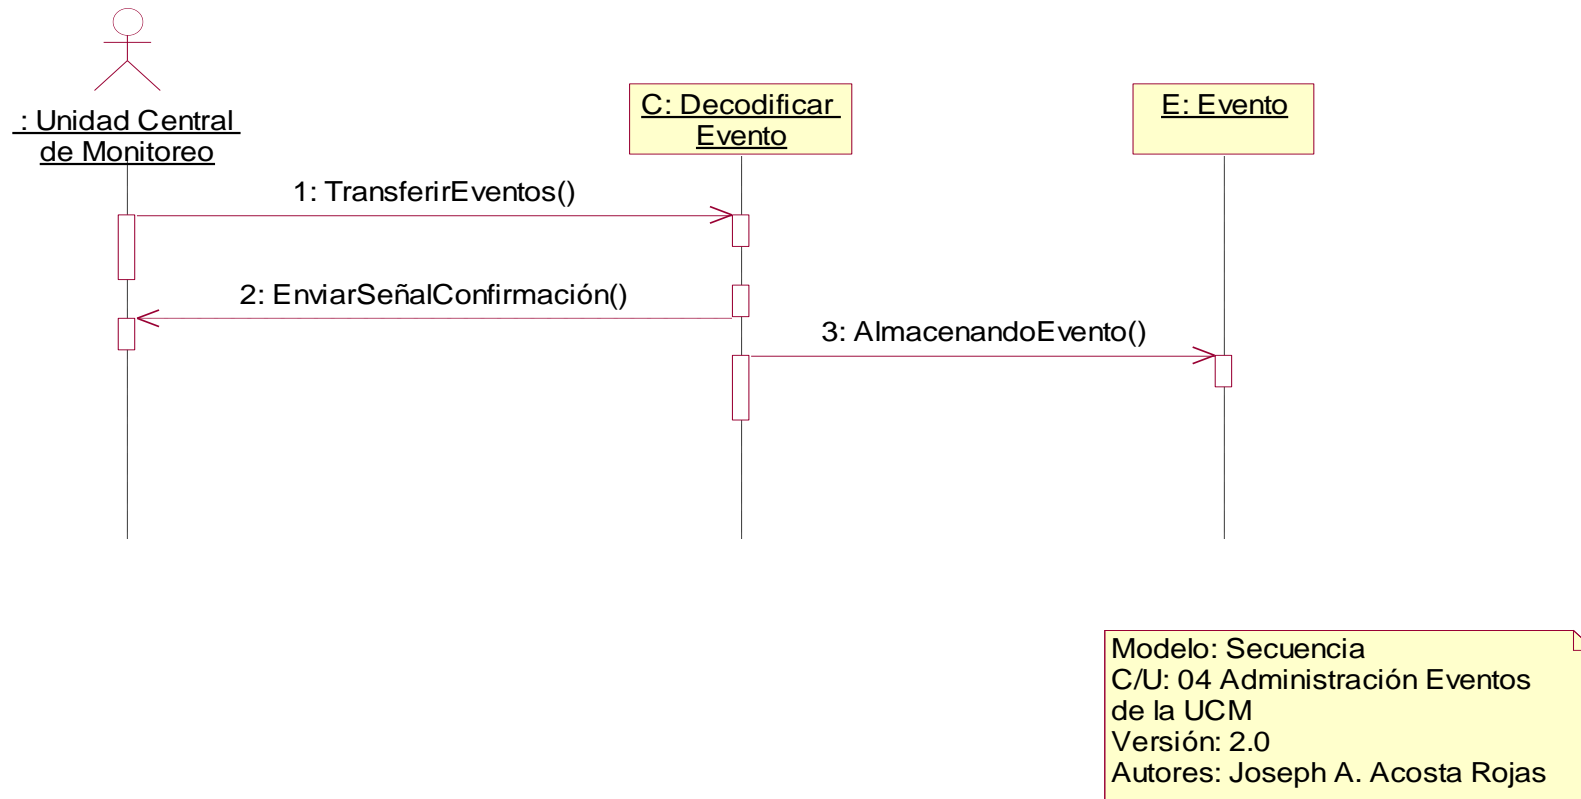 : Unidad Central
de Monitoreo
C: Decodificar
Evento
E: Evento
1: TransferirEventos()
2: EnviarSeñalConfirmación()
3: AlmacenandoEvento()
Modelo: Secuencia
C/U: 04 Administración Eventos
de la UCM
Versión: 2.0
Autores: Joseph A. Acosta Rojas